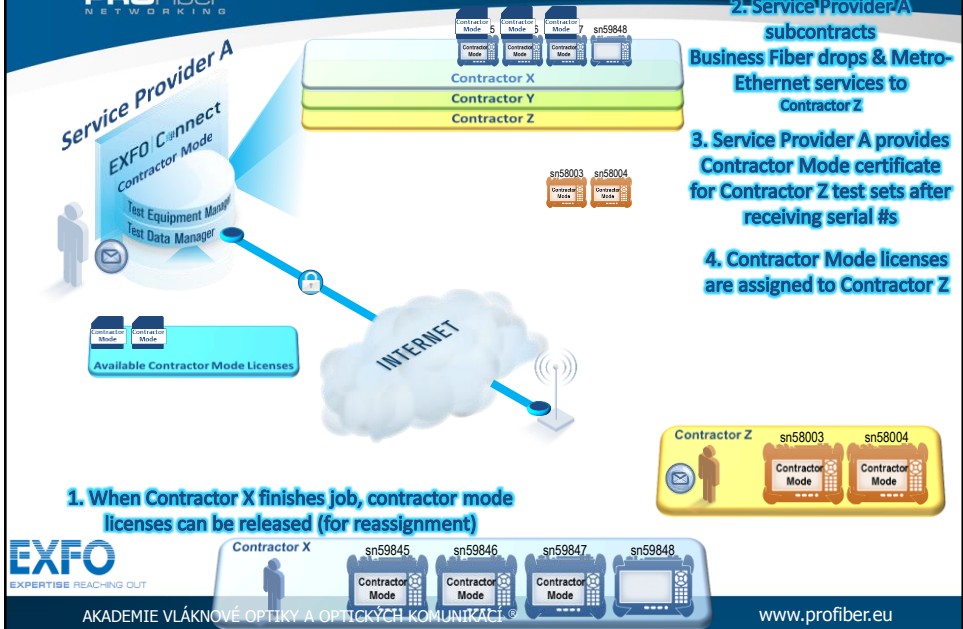 PROFiber
NETWORKING
Service Provider A
EXFO Connect
Contractor Mode
Test Equipment Manager
Test Data Manager
Contractor
Mode
Contractor
Mode
Contractor
Mode
sn59848
Contractor
Mode
Contractor
Mode
Contractor
Mode
Contractor X
Contractor Y
Contractor Z
2. Service Provider A
subcontracts
Business Fiber drops & Metro-
Ethernet services to
Contractor Z
3. Service Provider A provides
Contractor Mode certificate
for Contractor Z test sets after
receiving serial #s
4. Contractor Mode licenses
are assigned to Contractor Z
sn58003 sn58004
Contractor
Mode
Contractor
Mode
Contractor
Mode
Contractor
Mode
Available Contractor Mode Licenses
INTERNET
Contractor Z
sn58003 sn58004
Contractor
Mode
Contractor
Mode
1. When Contractor X finishes job, contractor mode
licenses can be released (for reassignment)
EXFO
EXPERTISE REACHING OUT
Contractor X
sn59845 sn59846 sn59847 sn59848
Contractor
Mode
Contractor
Mode
Contractor
Mode
AKADEMIE VLÁKNOVÉ OPTIKY A OPTICKÝCH KOMUNIKACÍ ®
www.profiber.eu